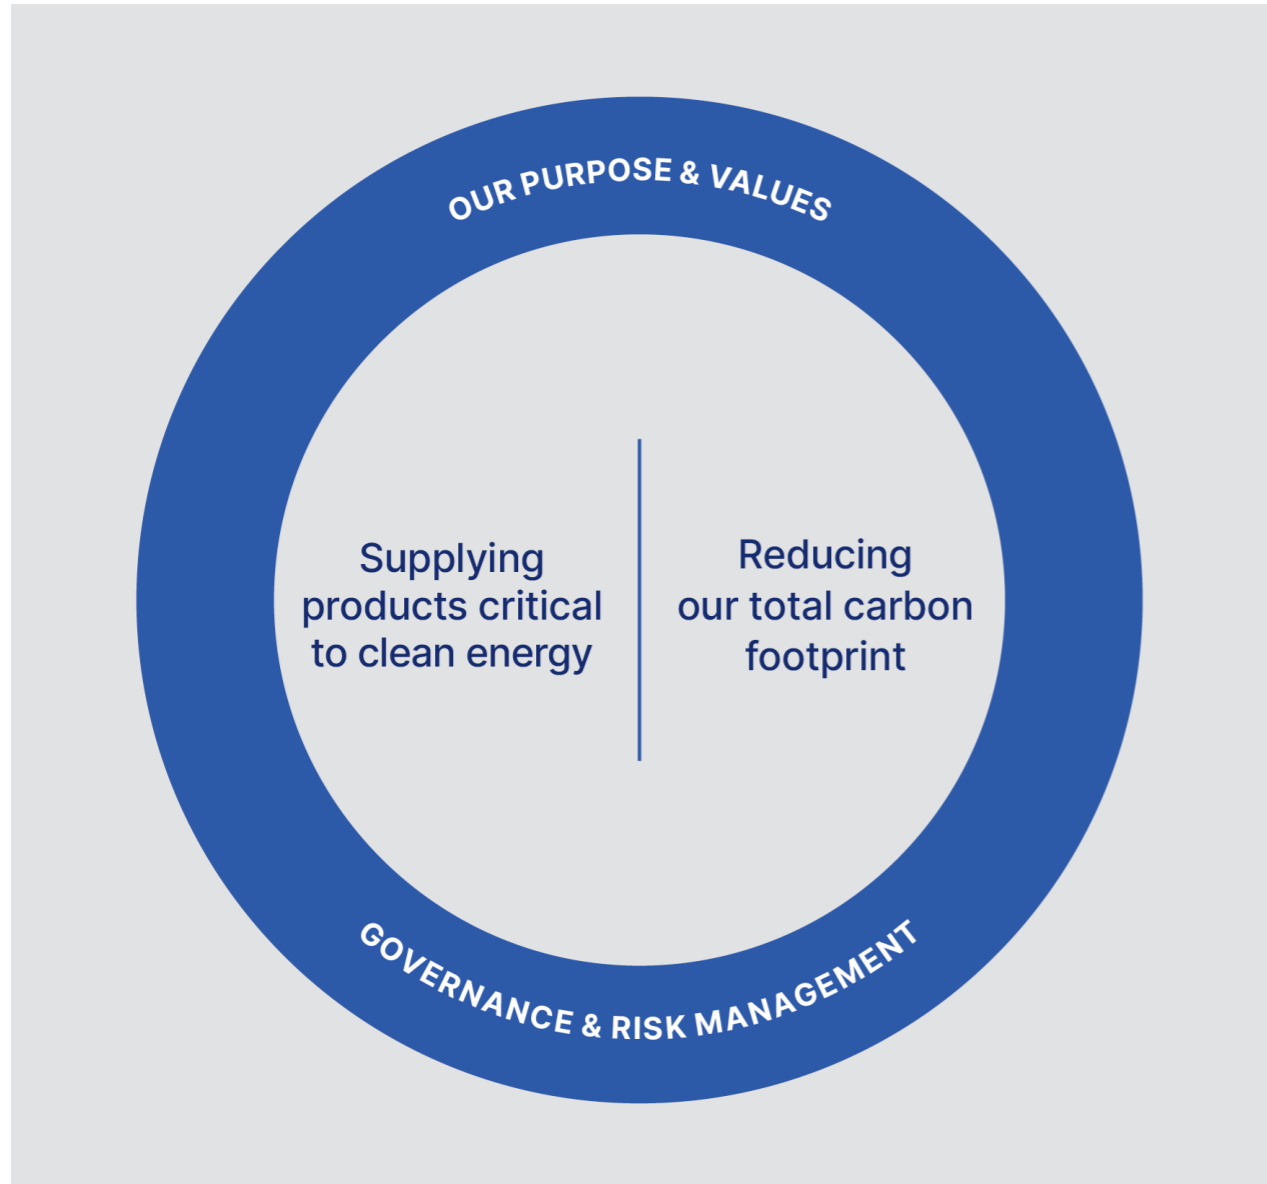 OUR PURPOSE & VALUES
Supplying
products critical
to clean energy
Reducing
our total carbon
footprint
GOVERNANCE & RISK MANAGEMENT